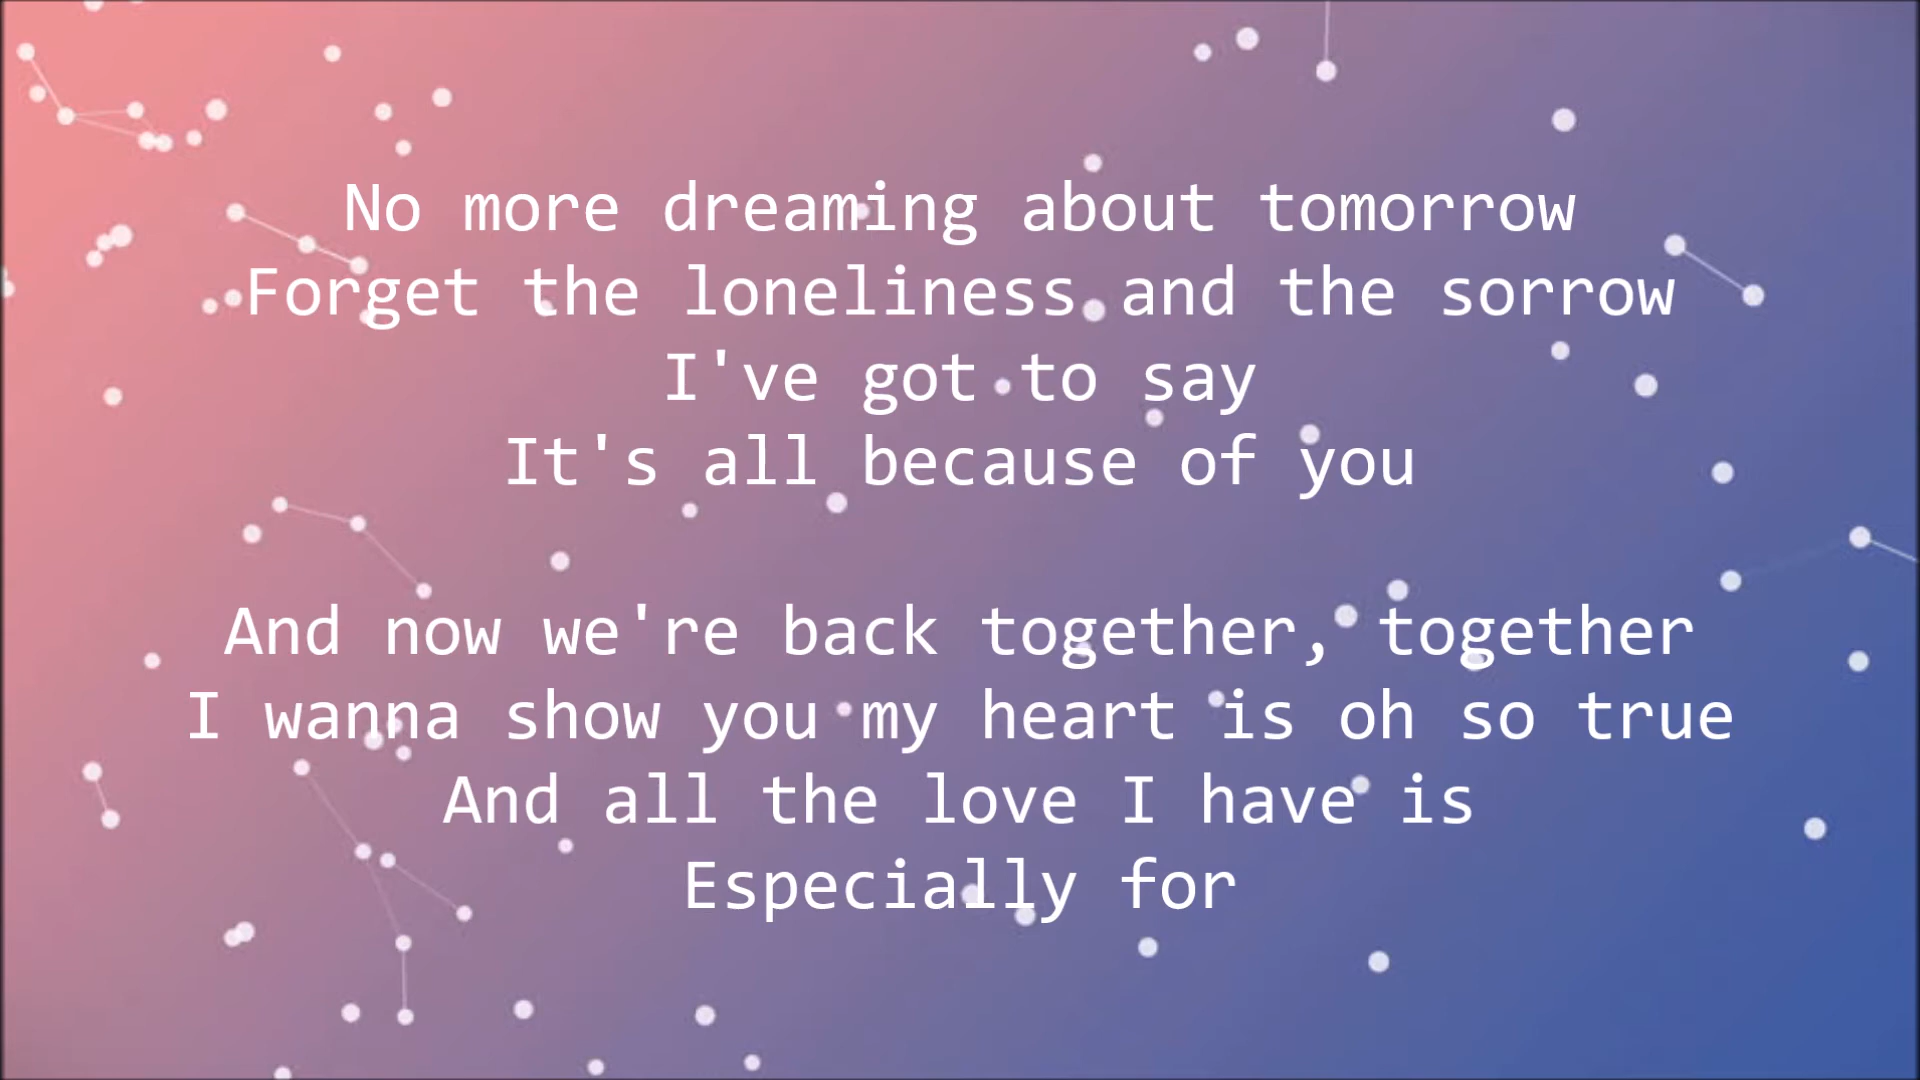 No more dreaming about tomorrow
Forget the loneliness and the sorrow
I've got to say
It's all because of you
And now we're back together, together
I wanna show you my heart is oh so true
And all the love I have is
Especially for